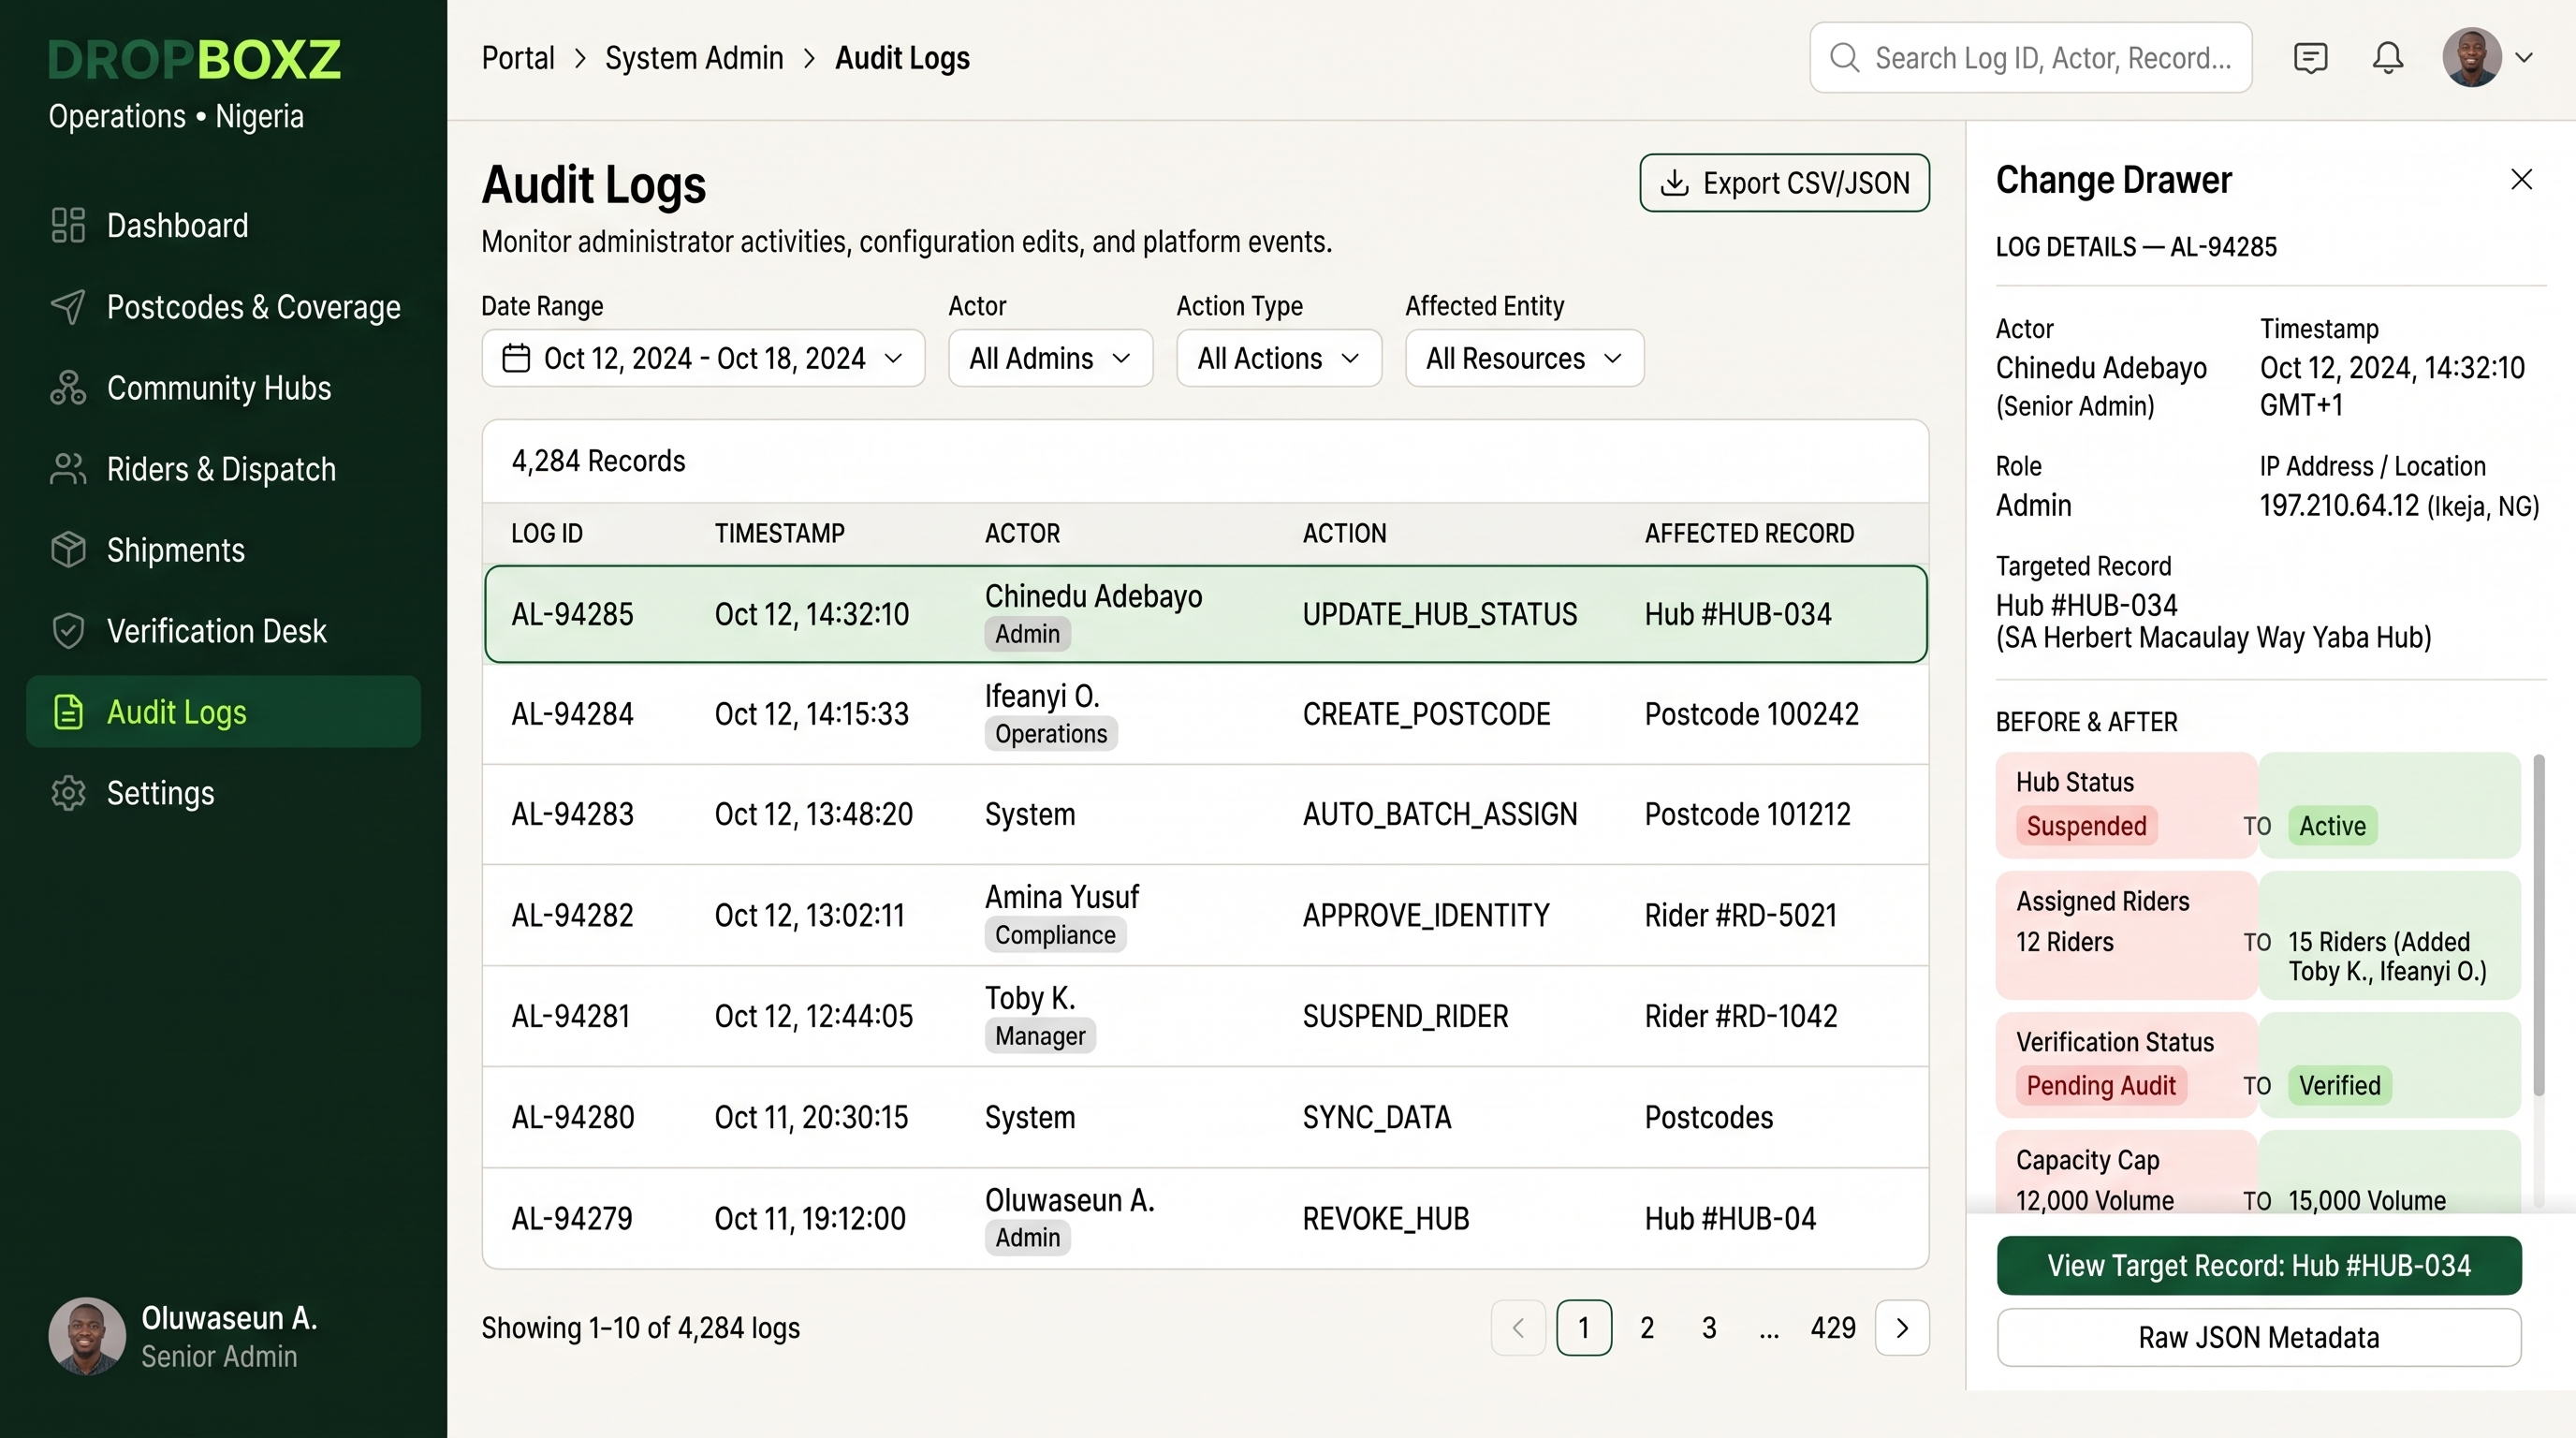 DROPBOXZ
Operations • Nigeria
Dashboard
Postcodes & Coverage
Community Hubs
Riders & Dispatch
Shipments
Verification Desk
Audit Logs
Settings
Oluwaseun A.
Senior Admin
Portal > System Admin > Audit Logs
Search Log ID, Actor, Record...
Audit Logs
Export CSV/JSON
Monitor administrator activities, configuration edits, and platform events.
Date Range Actor Action Type Affected Entity
Oct 12, 2024 - Oct 18, 2024 All Admins All Actions All Resources
4,284 Records
LOG ID TIMESTAMP ACTOR ACTION AFFECTED RECORD
AL-94285 Oct 12, 14:32:10 Chinedu Adebayo Admin UPDATE_HUB_STATUS Hub #HUB-034
AL-94284 Oct 12, 14:15:33 Ifeanyi O. Operations CREATE_POSTCODE Postcode 100242
AL-94283 Oct 12, 13:48:20 System AUTO_BATCH_ASSIGN Postcode 101212
AL-94282 Oct 12, 13:02:11 Amina Yusuf Compliance APPROVE_IDENTITY Rider #RD-5021
AL-94281 Oct 12, 12:44:05 Toby K. Manager SUSPEND_RIDER Rider #RD-1042
AL-94280 Oct 11, 20:30:15 System SYNC_DATA Postcodes
AL-94279 Oct 11, 19:12:00 Oluwaseun A. Admin REVOKE_HUB Hub #HUB-04
Showing 1–10 of 4,284 logs
1 2 3 ... 429
Change Drawer
LOG DETAILS — AL-94285
Actor Timestamp
Chinedu Adebayo Oct 12, 2024, 14:32:10
(Senior Admin) GMT+1
Role IP Address / Location
Admin 197.210.64.12 (Ikeja, NG)
Targeted Record
Hub #HUB-034
(SA Herbert Macaulay Way Yaba Hub)
BEFORE & AFTER
Hub Status
Suspended TO Active
Assigned Riders
12 Riders TO 15 Riders (Added
Toby K., Ifeanyi O.)
Verification Status
Pending Audit TO Verified
Capacity Cap
12,000 Volume TO 15,000 Volume
View Target Record: Hub #HUB-034
Raw JSON Metadata